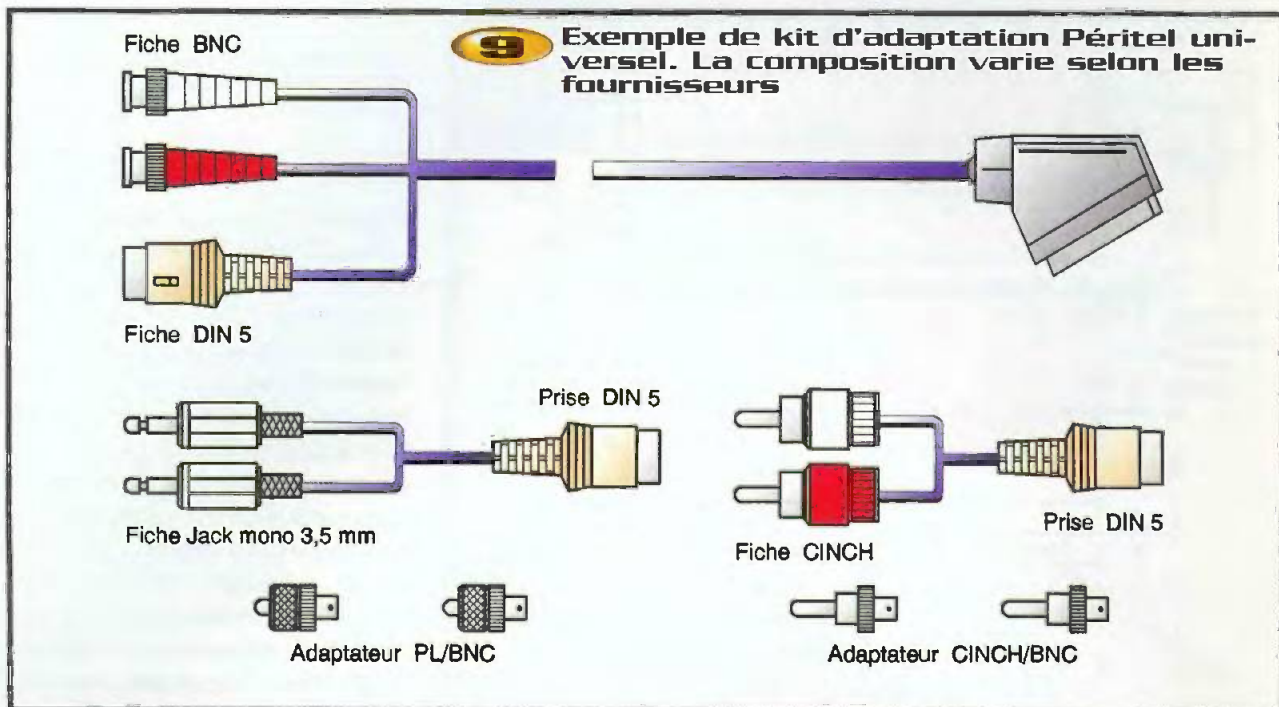 Fiche BNC
9
Exemple de kit d'adaptation Péritel uni-
versel. La composition varie selon les
fournisseurs
Fiche DIN 5
Prise DIN 5
Fiche Jack mono 3,5 mm
Fiche CINCH
Prise DIN 5
Adaptateur PL/BNC
Adaptateur CINCH/BNC